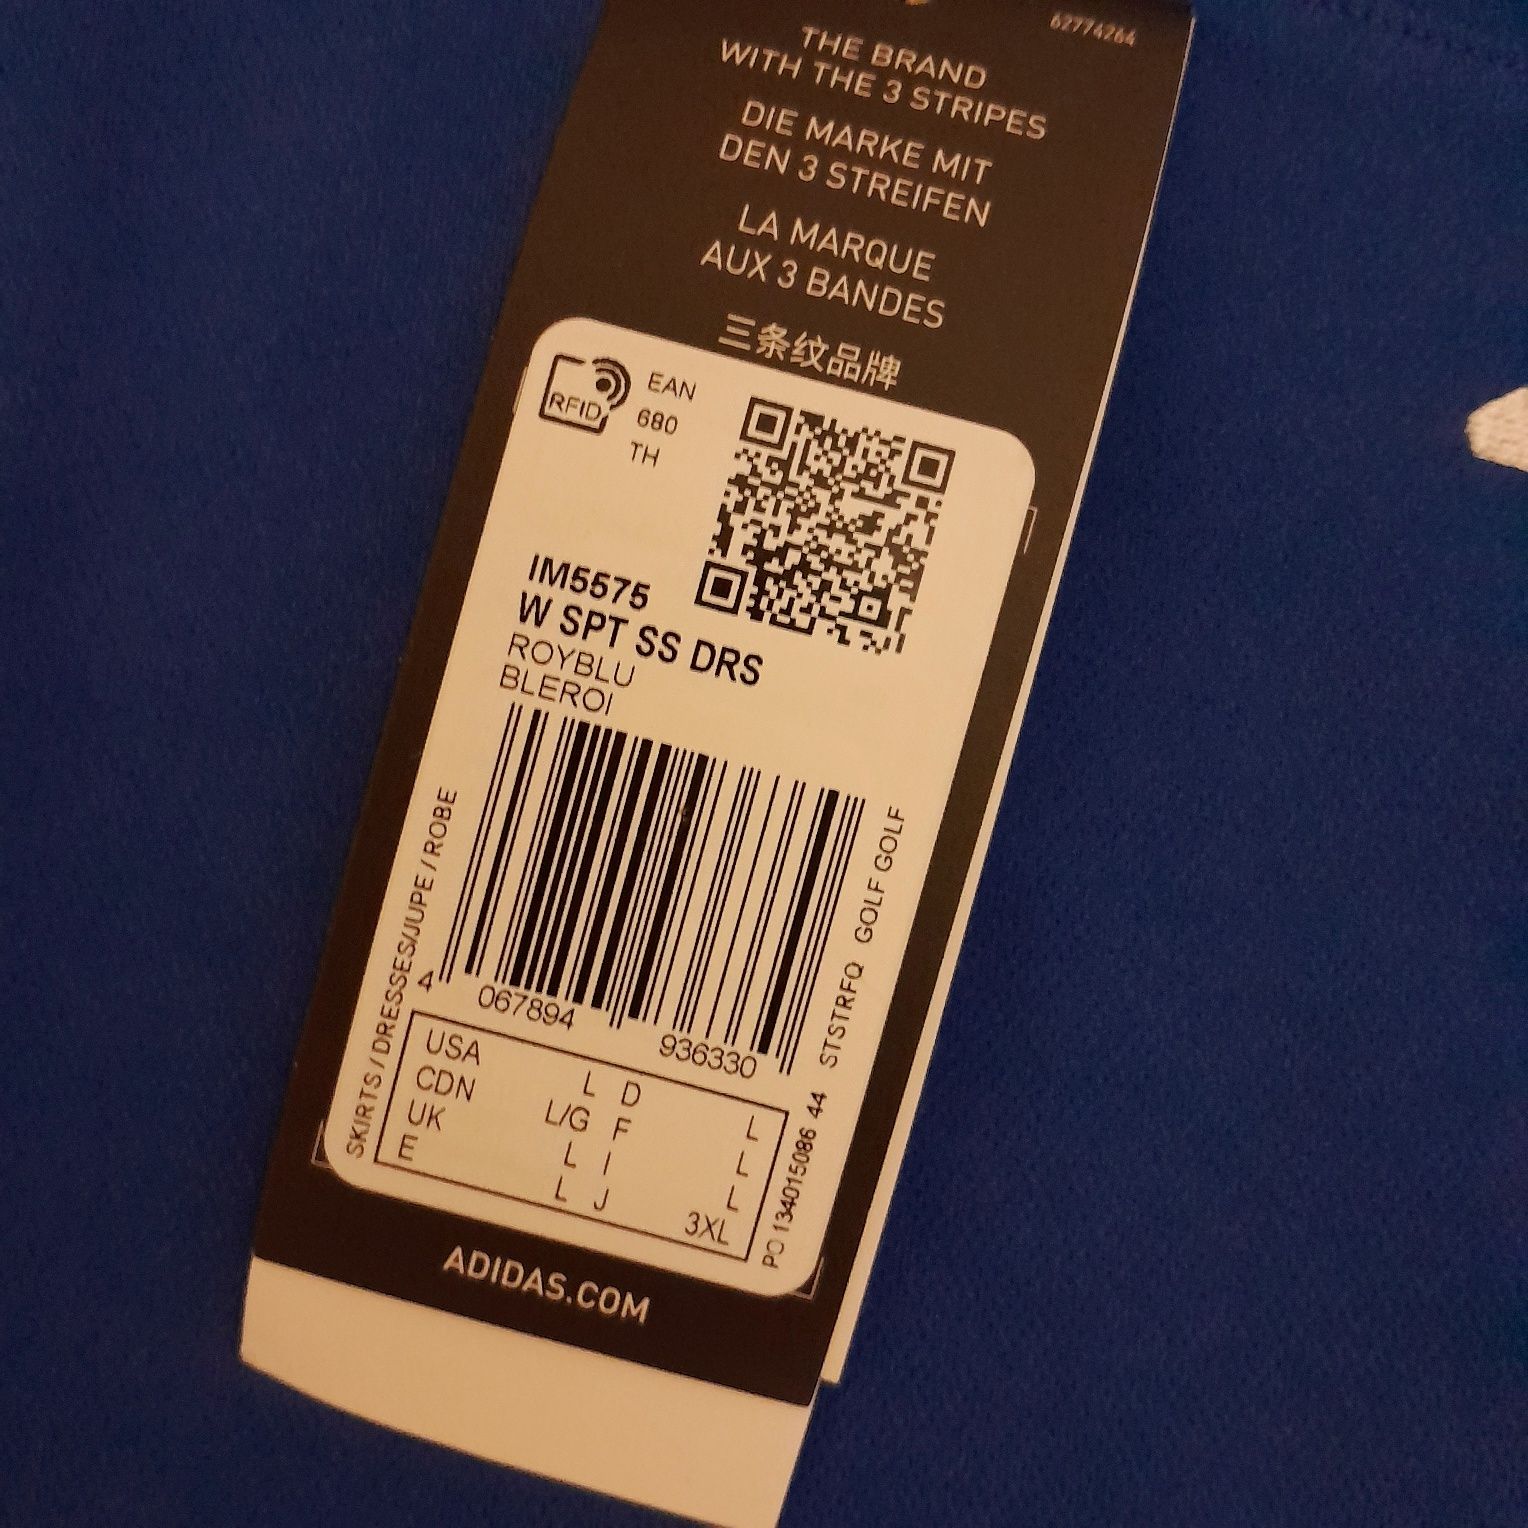 62774264
THE BRAND
WITH THE 3 STRIPES
DIE MARKE MIT
DEN 3 STREIFEN
LA MARQUE
AUX 3 BANDES
三条纹品牌
RFID
EAN
680
TH
IM5575
W SPT SS DRS
ROYBLU
BLEROI
SKIRTS / DRESSES/JUPE / ROBE
4 067894 936330
STSTRFQ GOLF GOLF
PO 134015086 44
USA L D L
CDN L/G F L
UK L I L
E L J 3XL
ADIDAS.COM